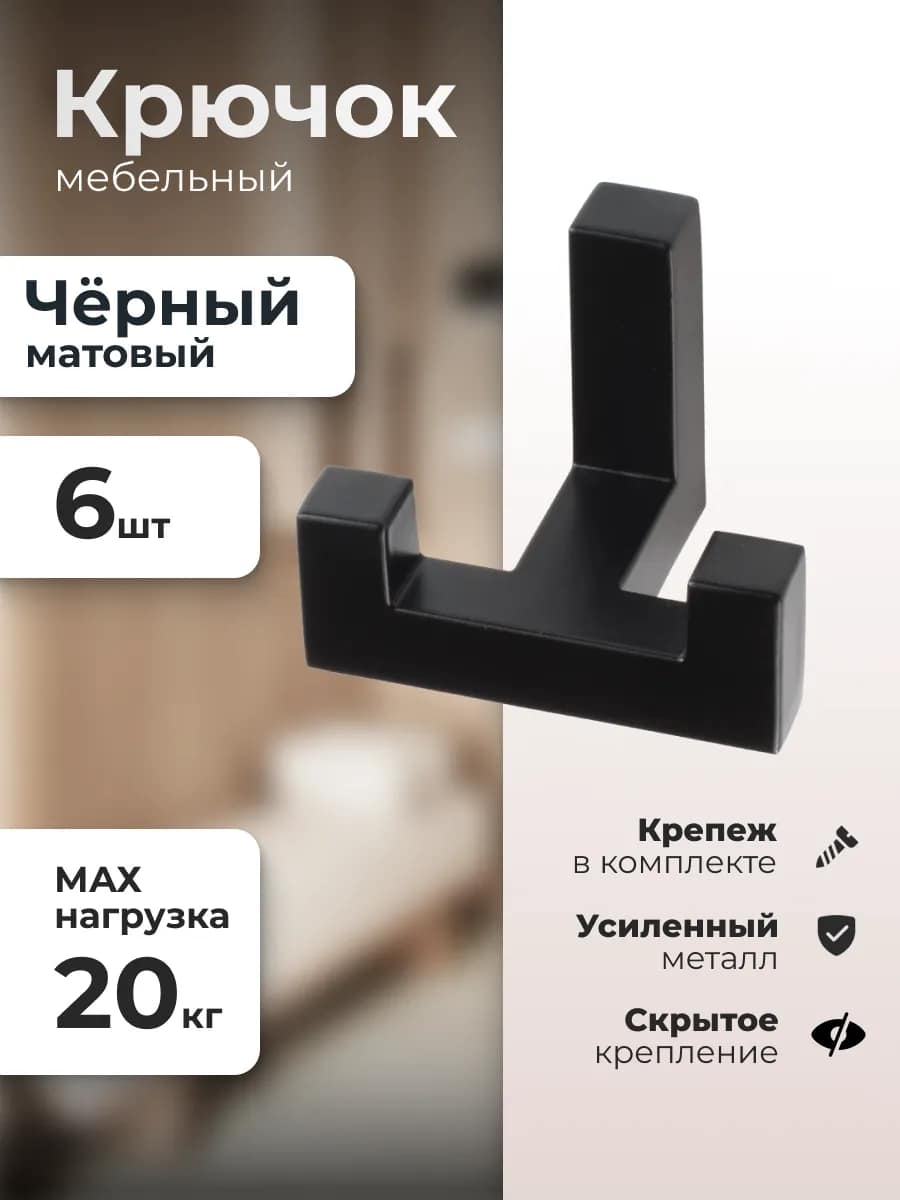 Крючок
мебельный
Чёрный
матовый
6шт
MAX
нагрузка
20кг
Крепеж
в комплекте
Усиленный
металл
Скрытое
крепление